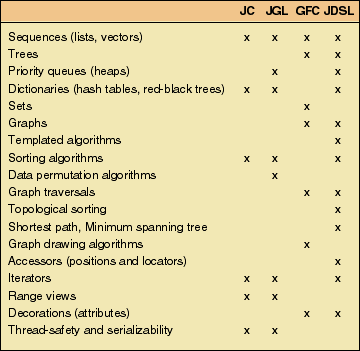 JC JGL GFC JDSL
Sequences (lists, vectors) x x x x
Trees x x
Priority queues (heaps) x x
Dictionaries (hash tables, red-black trees) x x x
Sets x
Graphs x x
Templated algorithms x
Sorting algorithms x x x
Data permutation algorithms x
Graph traversals x x
Topological sorting x
Shortest path, Minimum spanning tree x
Graph drawing algorithms x
Accessors (positions and locators) x
Iterators x x x
Range views x x
Decorations (attributes) x x
Thread-safety and serializability x x